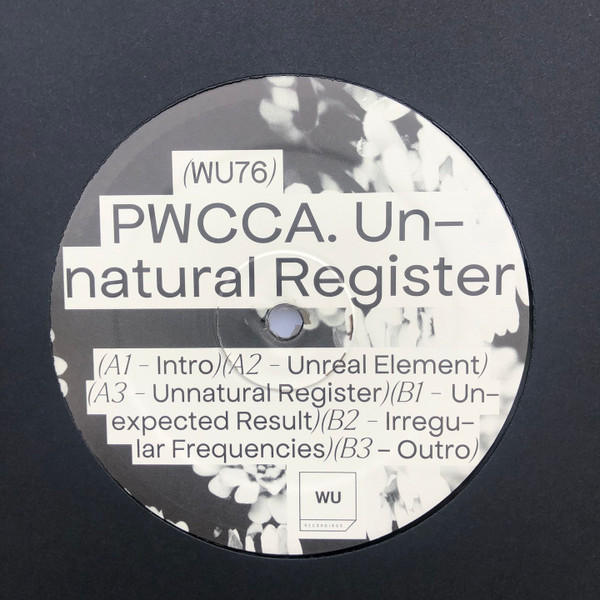 (WU76)
PWCCA. Un–
natural Register
(A1 – Intro)(A2 – Unreal Element)
(A3 – Unnatural Register)(B1 – Un–
expected Result)(B2 – Irregu–
lar Frequencies)(B3 – Outro)
WU
RECORDINGS